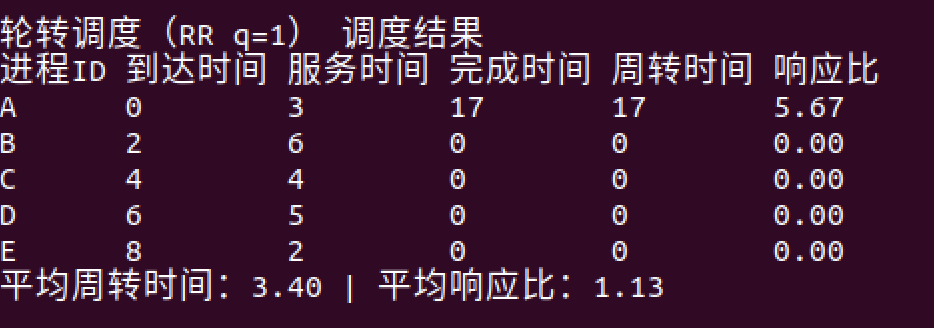 轮转调度（RR q=1） 调度结果
进程ID 到达时间 服务时间 完成时间 周转时间 响应比
A 0 3 17 17 5.67
B 2 6 0 0 0.00
C 4 4 0 0 0.00
D 6 5 0 0 0.00
E 8 2 0 0 0.00
平均周转时间：3.40 | 平均响应比：1.13